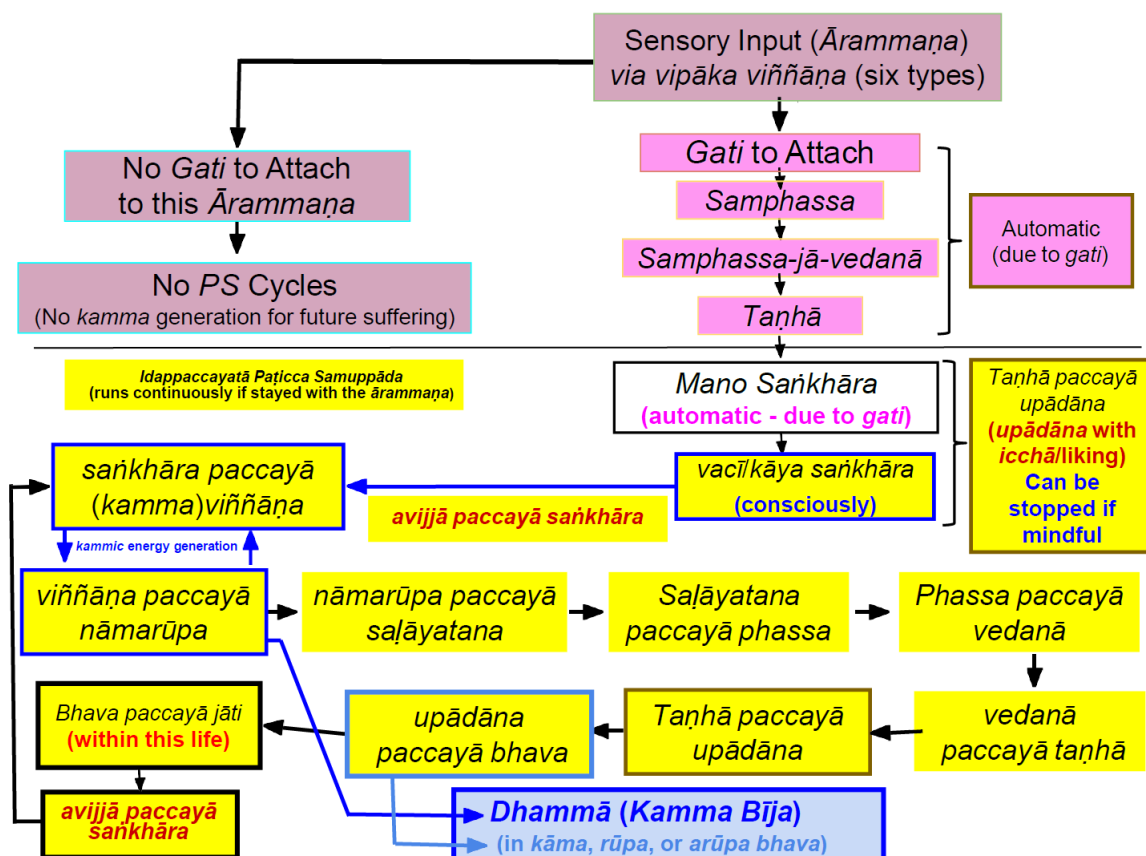 Sensory Input (Ārammaṇa)
via vipāka viññāṇa (six types)
No Gati to Attach
to this Ārammaṇa
No PS Cycles
(No kamma generation for future suffering)
Gati to Attach
Samphassa
Samphassa-jā-vedanā
Taṇhā
Automatic
(due to gati)
Idappaccayatā Paṭicca Samuppāda
(runs continuously if stayed with the ārammaṇa)
Mano Saṅkhāra
(automatic - due to gati)
vacī/kāya saṅkhāra
(consciously)
Taṇhā paccayā
upādāna
(upādāna with
icchā/liking)
Can be
stopped if
mindful
saṅkhāra paccayā
(kamma)viññāṇa
avijjā paccayā saṅkhāra
kammic energy generation
viññāṇa paccayā
nāmarūpa
nāmarūpa paccayā
saḷāyatana
Saḷāyatana
paccayā phassa
Phassa paccayā
vedanā
vedanā
paccayā taṇhā
Taṇhā paccayā
upādāna
upādāna
paccayā bhava
Bhava paccayā jāti
(within this life)
avijjā paccayā
saṅkhāra
Dhammā (Kamma Bīja)
(in kāma, rūpa, or arūpa bhava)